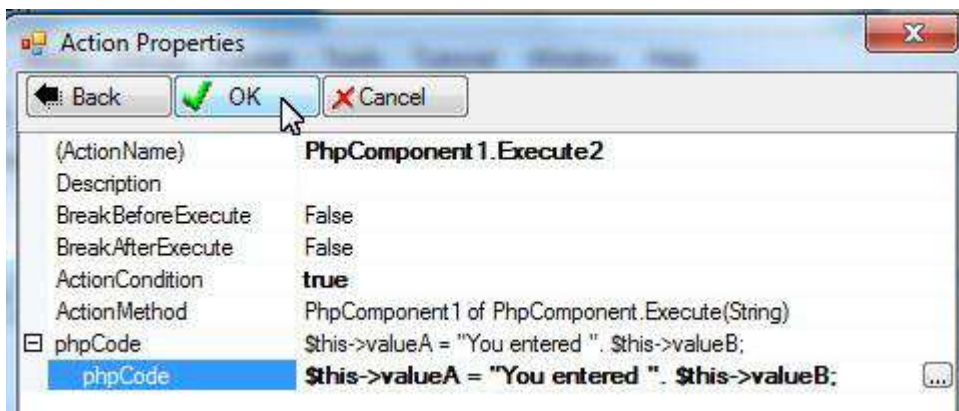 Action Properties
Back OK Cancel
(ActionName) PhpComponent1.Execute2
Description
BreakBeforeExecute False
BreakAfterExecute False
ActionCondition true
ActionMethod PhpComponent1 of PhpComponent.Execute(String)
phpCode $this->valueA = "You entered ". $this->valueB;
phpCode $this->valueA = "You entered ". $this->valueB; ...